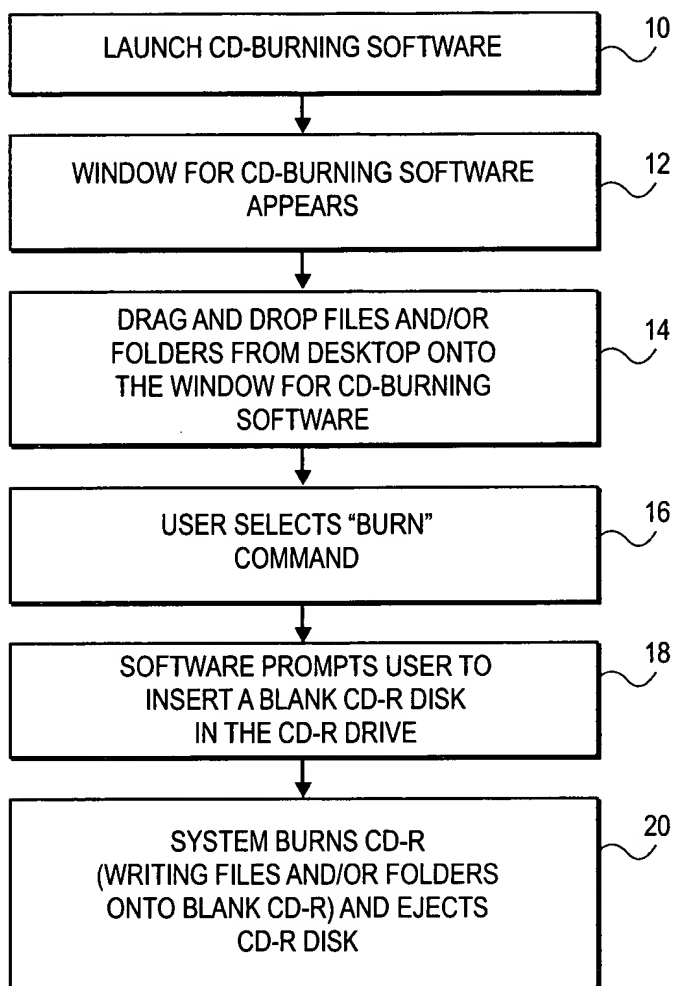 LAUNCH CD-BURNING SOFTWARE
10
WINDOW FOR CD-BURNING SOFTWARE
APPEARS
12
DRAG AND DROP FILES AND/OR
FOLDERS FROM DESKTOP ONTO
THE WINDOW FOR CD-BURNING
SOFTWARE
14
USER SELECTS “BURN”
COMMAND
16
SOFTWARE PROMPTS USER TO
INSERT A BLANK CD-R DISK
IN THE CD-R DRIVE
18
SYSTEM BURNS CD-R
(WRITING FILES AND/OR FOLDERS
ONTO BLANK CD-R) AND EJECTS
CD-R DISK
20